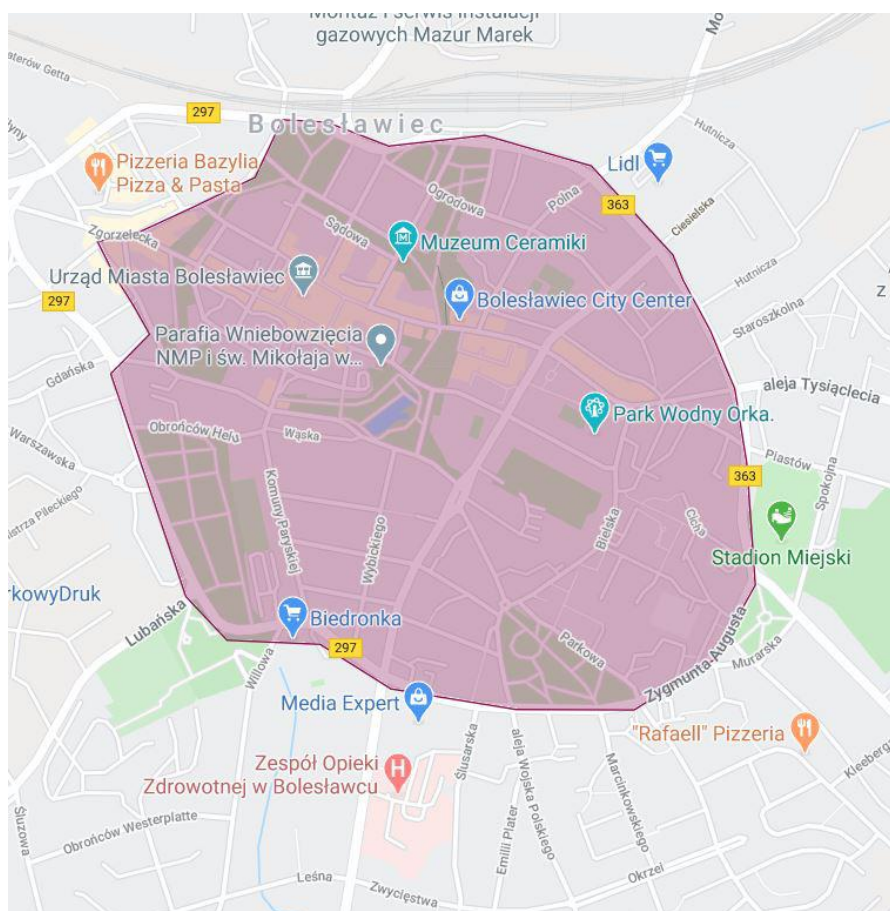 Montaż i serwis instalacji
gazowych Mazur Marek
297
Bolesławiec
Hutnicza
Lidl
Pizzeria Bazylia
Pizza & Pasta
Ogrodowa
Polna
363
Ciesielska
Zgorzelecka
Sądowa
Muzeum Ceramiki
Urząd Miasta Bolesławiec
Hutnicza
297
Bolesławiec City Center
Staroszkolna
Parafia Wniebowzięcia
NMP i św. Mikołaja w...
Gdańska
aleja Tysiąclecia
Park Wodny Orka.
Obrońców Helu
Wąska
Warszawska
Piastów
363
Spokojna
Komuny Paryskiej
Wybickiego
Bielska
Cicha
Stadion Miejski
Lubańska
Biedronka
297
Willowa
Parkowa
Zygmunta Augusta
Murarska
Media Expert
"Rafaell" Pizzeria
Ślusarska
aleja Wojska Polskiego
Marcinkowskiego
Zespół Opieki
Zdrowotnej w Bolesławcu
H
Emilii Plater
Śluzowa
Obrońców Westerplatte
Okrzei
Leśna
Zwycięstwa